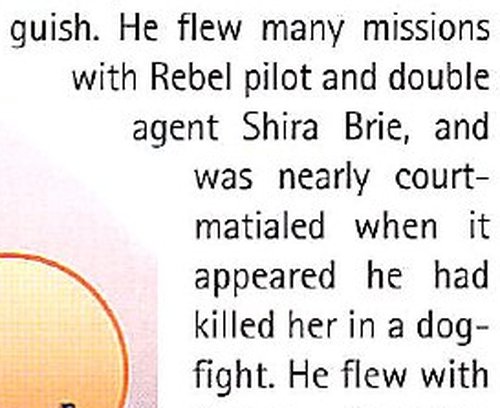 guish. He flew many missions
with Rebel pilot and double
agent Shira Brie, and
was nearly court-
matialed when it
appeared he had
killed her in a dog-
fight. He flew with